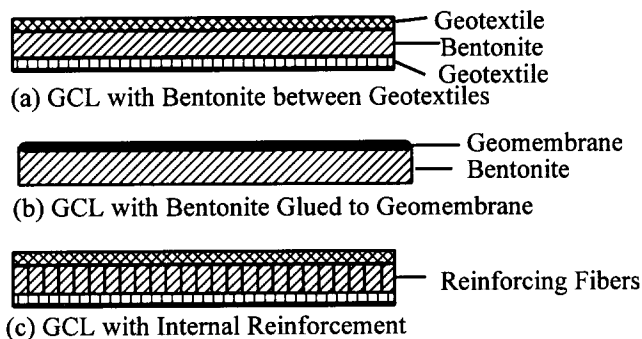 Geotextile
Bentonite
Geotextile
(a) GCL with Bentonite between Geotextiles
Geomembrane
Bentonite
(b) GCL with Bentonite Glued to Geomembrane
Reinforcing Fibers
(c) GCL with Internal Reinforcement